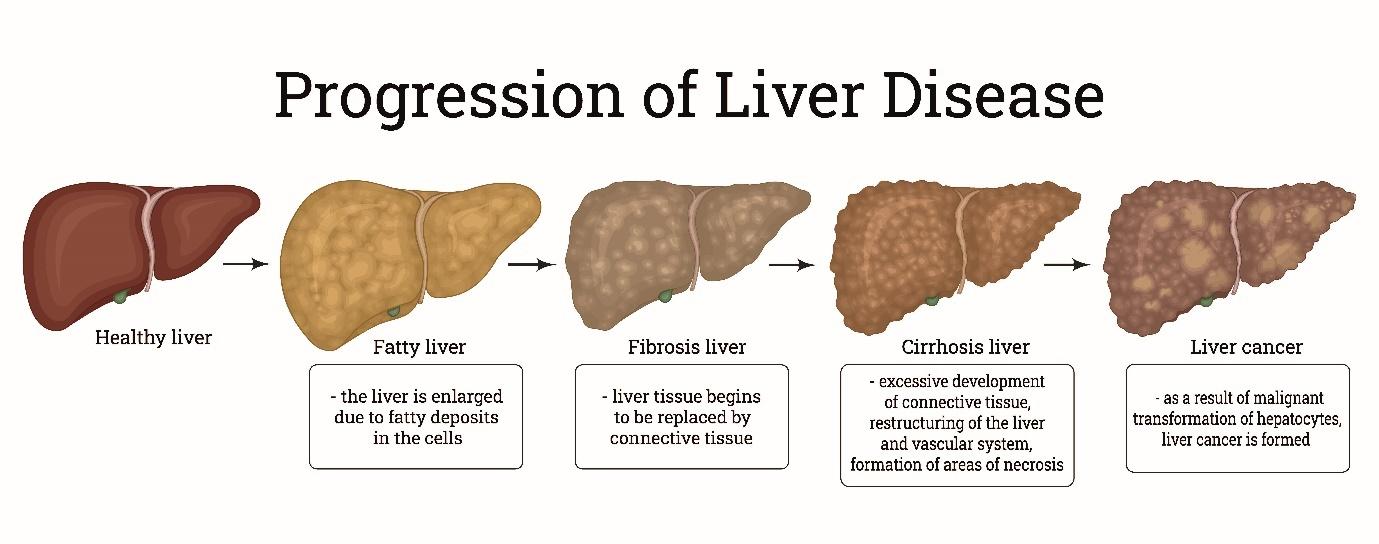 Progression of Liver Disease
Healthy liver
Fatty liver
- the liver is enlarged
due to fatty deposits
in the cells
Fibrosis liver
- liver tissue begins
to be replaced by
connective tissue
Cirrhosis liver
- excessive development
of connective tissue,
restructuring of the liver
and vascular system,
formation of areas of necrosis
Liver cancer
- as a result of malignant
transformation of hepatocytes,
liver cancer is formed